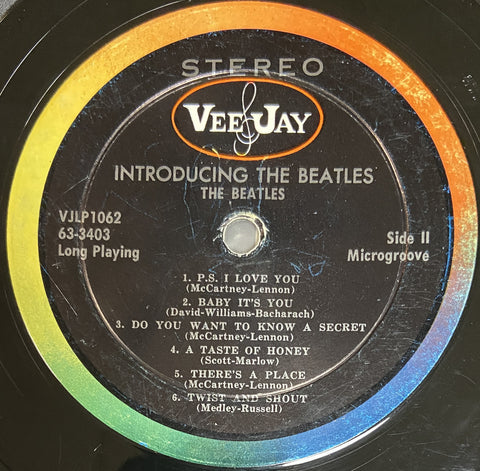 STEREO
VEE JAY
INTRODUCING THE BEATLES
THE BEATLES
VJLP1062
63-3403
Long Playing
Side II
Microgroove
1. P.S. I LOVE YOU
(McCartney-Lennon)
2. BABY IT'S YOU
(David-Williams-Bacharach)
3. DO YOU WANT TO KNOW A SECRET
(McCartney-Lennon)
4. A TASTE OF HONEY
(Scott-Marlow)
5. THERE'S A PLACE
(McCartney-Lennon)
6. TWIST AND SHOUT
(Medley-Russell)